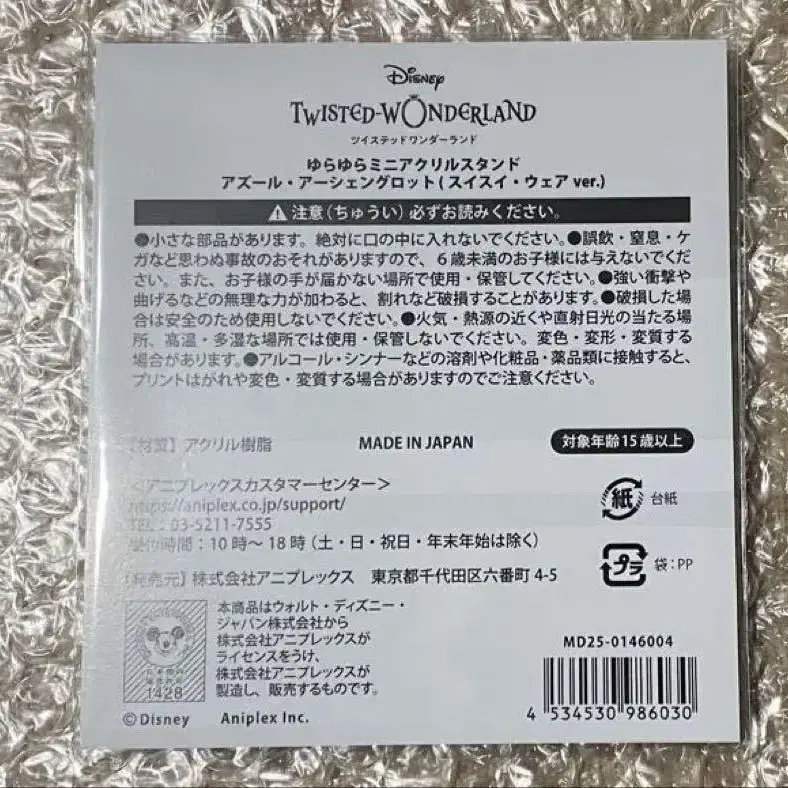 Disney
TWISTED-WONDERLAND
ツイステッドワンダーランド
ゆらゆらミニアクリルスタンド
アズール・アーシェングロット(スイスイ・ウェア ver.)
注意(ちゅうい)必ずお読みください。
●小さな部品があります。絶対に口の中に入れないでください。●誤飲・窒息・ケ
ガなど思わぬ事故のおそれがありますので、6歳未満のお子様には与えないでくだ
さい。また、お子様の手が届かない場所で使用・保管してください。●強い衝撃や
曲げるなどの無理な力が加わると、割れなど破損することがあります。●破損した場
合は安全のため使用しないでください。●火気・熱源の近くや直射日光の当たる場
所、高温・多湿な場所では使用・保管しないでください。変色・変形・変質する
場合があります。●アルコール・シンナーなどの溶剤や化粧品・薬品類に接触すると、
プリントはがれや変色・変質する場合がありますのでご注意ください。
【材質】アクリル樹脂 MADE IN JAPAN 対象年齢15歳以上
<アニプレックスカスタマーセンター>
https://aniplex.co.jp/support/
TEL:03-5211-7555
受付時間:10時～18時(土・日・祝日・年末年始は除く)
紙 台紙
プラ 袋:PP
【発売元】株式会社アニプレックス 東京都千代田区六番町4-5
本商品はウォルト・ディズニー・
ジャパン株式会社から
株式会社アニプレックスが
ライセンスをうけ、
株式会社アニプレックスが
製造し、販売するものです。
1428
©Disney Aniplex Inc.
MD25-0146004
4 534530 986030